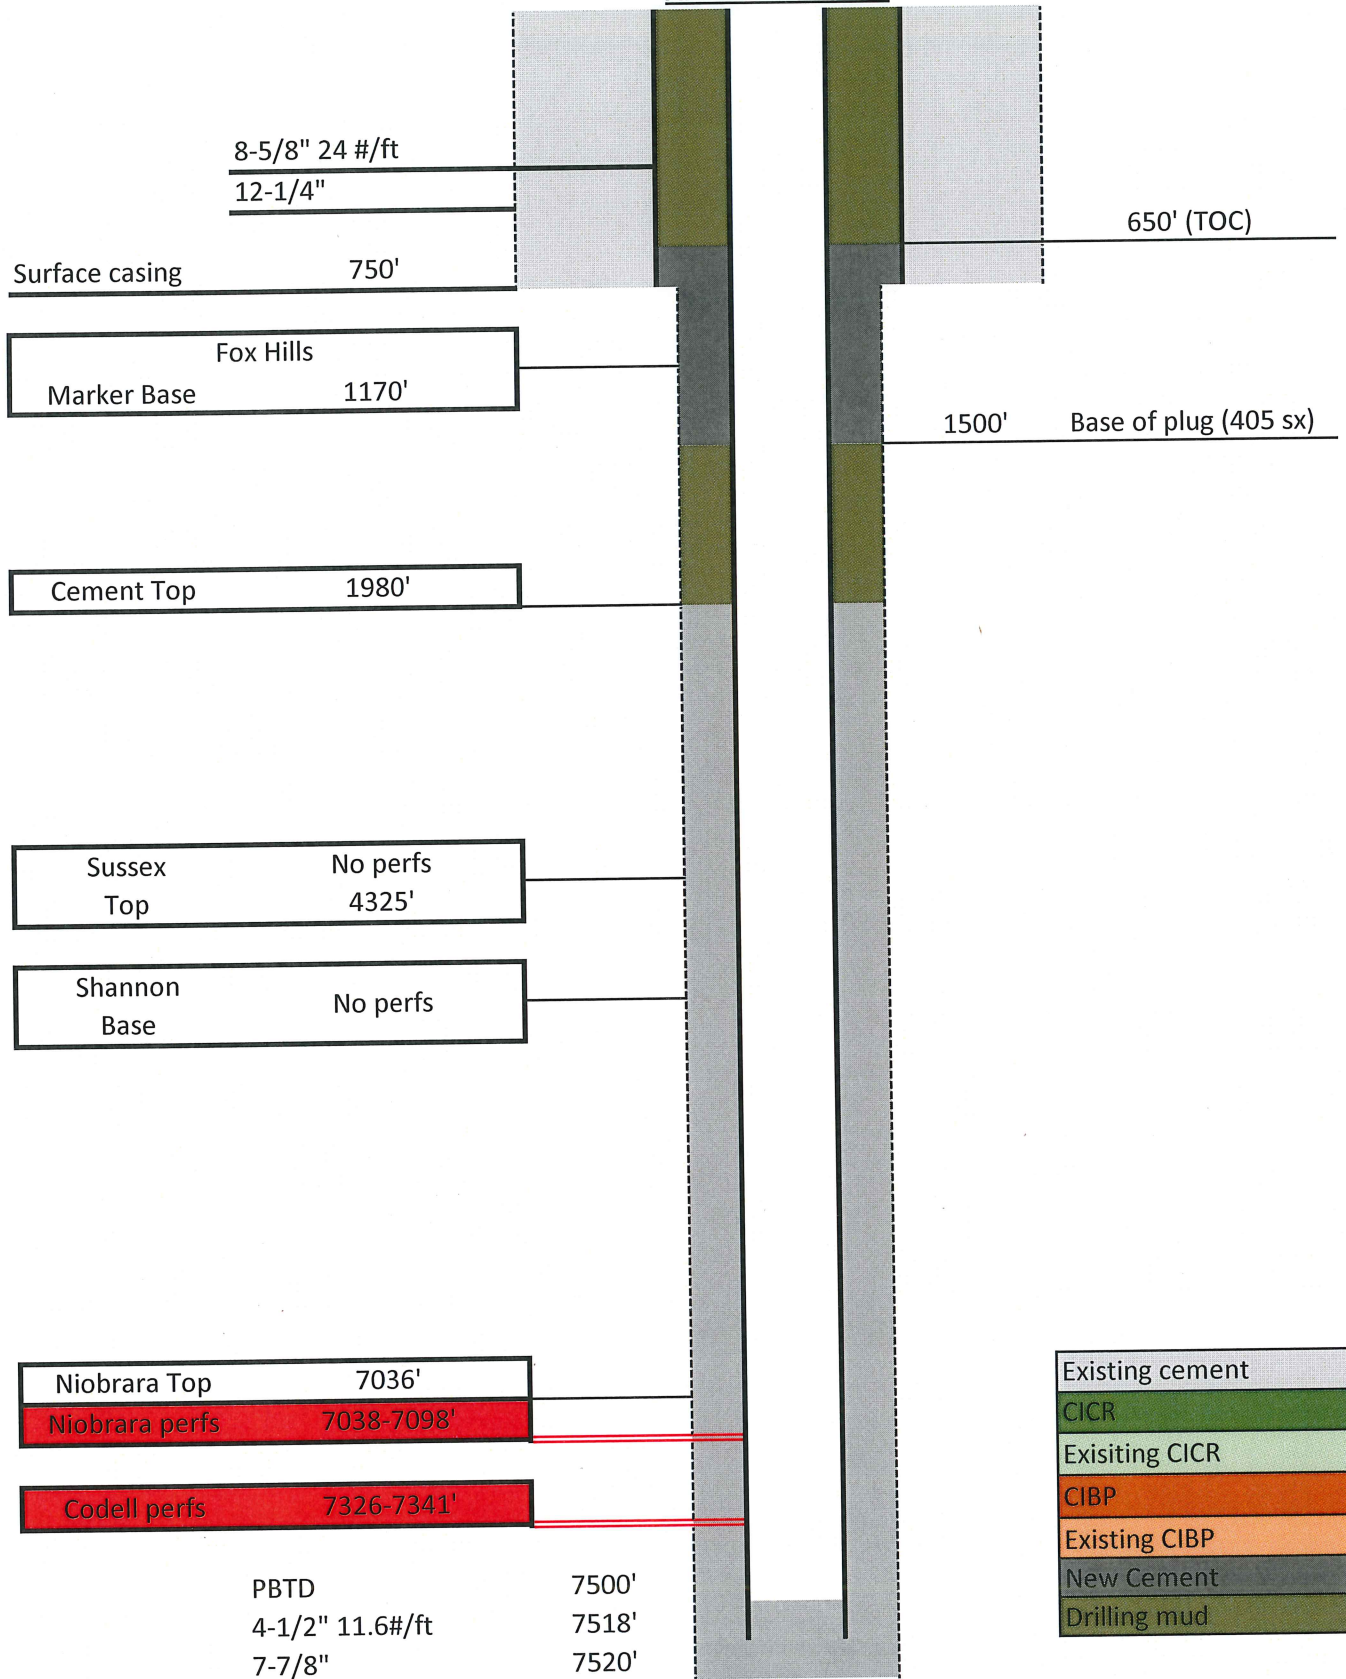 8-5/8" 24 #/ft
12-1/4"
650' (TOC)
Surface casing 750'
Fox Hills
Marker Base 1170'
1500' Base of plug (405 sx)
Cement Top 1980'
Sussex No perfs
Top 4325'
Shannon
No perfs
Base
Niobrara Top 7036'
Niobrara perfs 7038-7098'
Codell perfs 7326-7341'
PBTD 7500'
4-1/2" 11.6#/ft 7518'
7-7/8" 7520'
Existing cement
CICR
Exisiting CICR
CIBP
Existing CIBP
New Cement
Drilling mud